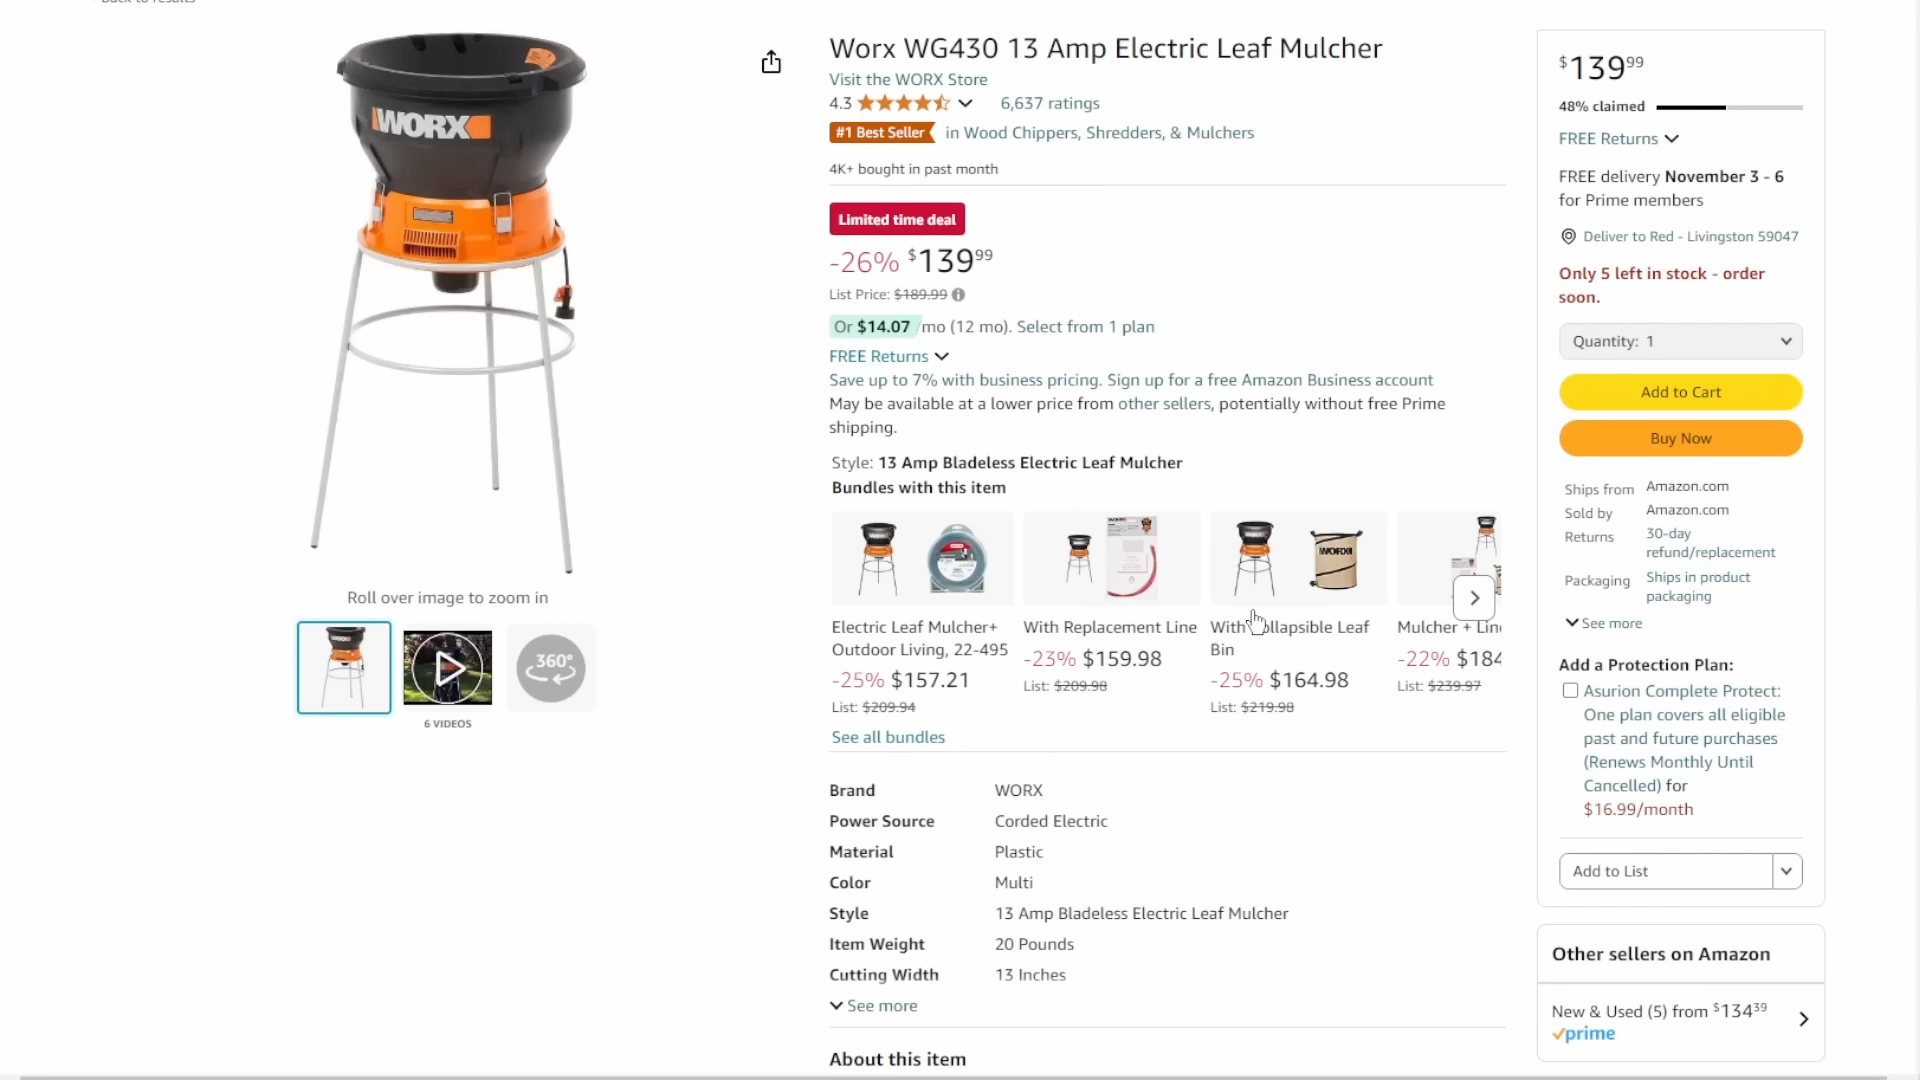 Worx WG430 13 Amp Electric Leaf Mulcher
Visit the WORX Store
4.3 6,637 ratings
#1 Best Seller in Wood Chippers, Shredders, & Mulchers
4K+ bought in past month
Limited time deal
-26% $139.99
List Price: $189.99
Or $14.07 /mo (12 mo). Select from 1 plan
FREE Returns
Save up to 7% with business pricing. Sign up for a free Amazon Business account
May be available at a lower price from other sellers, potentially without free Prime
shipping.
Style: 13 Amp Bladeless Electric Leaf Mulcher
Bundles with this item
WORX
Electric Leaf Mulcher+
Outdoor Living, 22-495
-25% $157.21
List: $209.94
With Replacement Line
-23% $159.98
List: $209.98
With Collapsible Leaf
Bin
-25% $164.98
List: $219.98
Mulcher + Lin
-22% $184
List: $239.97
See all bundles
Brand WORX
Power Source Corded Electric
Material Plastic
Color Multi
Style 13 Amp Bladeless Electric Leaf Mulcher
Item Weight 20 Pounds
Cutting Width 13 Inches
See more
About this item
WORX
Roll over image to zoom in
360°
6 VIDEOS
$139.99
48% claimed
FREE Returns
FREE delivery November 3 - 6
for Prime members
Deliver to Red - Livingston 59047
Only 5 left in stock - order
soon.
Quantity: 1
Add to Cart
Buy Now
Ships from Amazon.com
Sold by Amazon.com
Returns 30-day
refund/replacement
Packaging Ships in product
packaging
See more
Add a Protection Plan:
Asurion Complete Protect:
One plan covers all eligible
past and future purchases
(Renews Monthly Until
Cancelled) for
$16.99/month
Add to List
Other sellers on Amazon
New & Used (5) from $134.39
prime